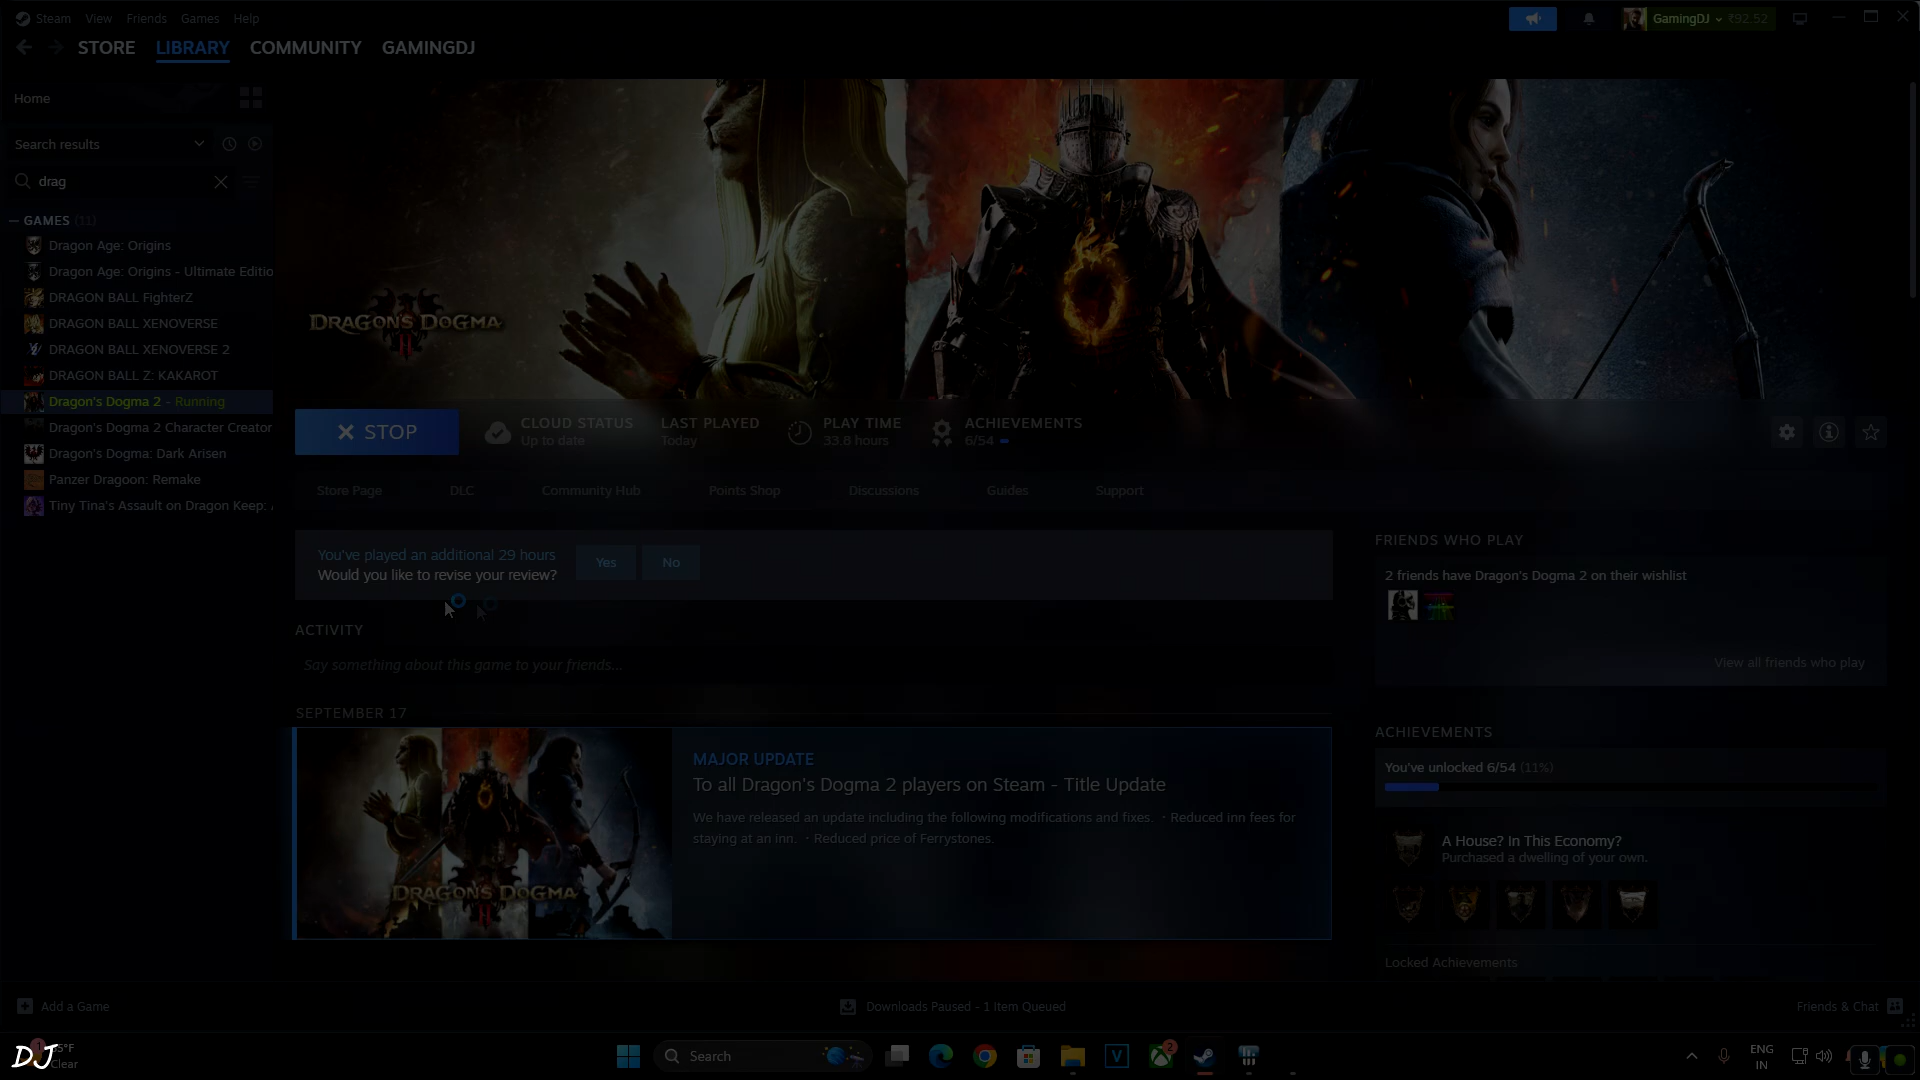 Steam View Friends Games Help
GamingDJ ₹92.52
STORE LIBRARY COMMUNITY GAMINGDJ
Home
Search results
drag
GAMES (11)
Dragon Age: Origins
Dragon Age: Origins - Ultimate Editio
DRAGON BALL FighterZ
DRAGON BALL XENOVERSE
DRAGON BALL XENOVERSE 2
DRAGON BALL Z: KAKAROT
Dragon's Dogma 2 - Running
Dragon's Dogma 2 Character Creator
Dragon's Dogma: Dark Arisen
Panzer Dragoon: Remake
Tiny Tina's Assault on Dragon Keep:
DRAGON'S DOGMA
II
STOP
CLOUD STATUS
Up to date
LAST PLAYED
Today
PLAY TIME
33.8 hours
ACHIEVEMENTS
6/54
Store Page DLC Community Hub Points Shop Discussions Guides Support
You've played an additional 29 hours
Would you like to revise your review?
Yes No
ACTIVITY
Say something about this game to your friends...
SEPTEMBER 17
MAJOR UPDATE
To all Dragon's Dogma 2 players on Steam - Title Update
We have released an update including the following modifications and fixes. ・Reduced inn fees for
staying at an inn. ・Reduced price of Ferrystones.
DRAGON'S DOGMA
II
FRIENDS WHO PLAY
2 friends have Dragon's Dogma 2 on their wishlist
View all friends who play
ACHIEVEMENTS
You've unlocked 6/54 (11%)
A House? In This Economy?
Purchased a dwelling of your own.
Locked Achievements
Add a Game
Downloads Paused - 1 Item Queued
Friends & Chat
DJ
Clear
Search
2
ENG
IN